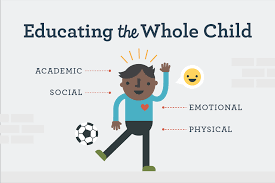 Educating the Whole Child
ACADEMIC
SOCIAL
EMOTIONAL
PHYSICAL